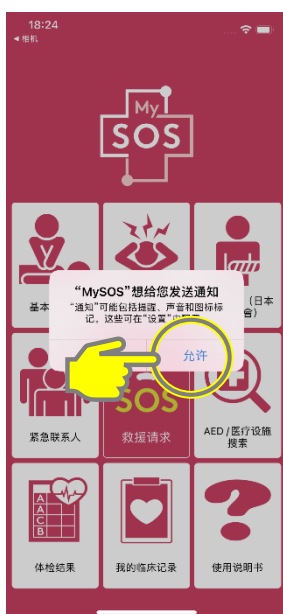 18:24
◀ 相机
My
SOS
基本
(日本
会)
“MySOS”想给您发送通知
“通知”可能包括提醒、声音和图标标
记，这些可在“设置”中
允许
SOS
紧急联系人
救援请求
AED / 医疗设施
搜索
A
A
C
B
体检结果
我的临床记录
使用说明书